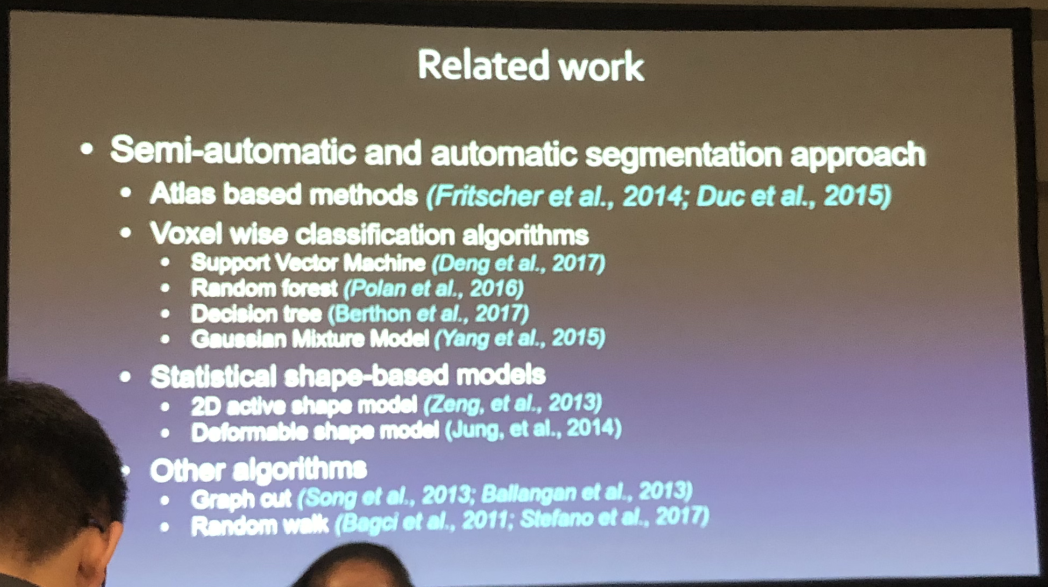 Related work
• Semi-automatic and automatic segmentation approach
• Atlas based methods (Fritscher et al., 2014; Duc et al., 2015)
• Voxel wise classification algorithms
• Support Vector Machine (Deng et al., 2017)
• Random forest (Polan et al., 2016)
• Decision tree (Berthon et al., 2017)
• Gaussian Mixture Model (Yang et al., 2015)
• Statistical shape-based models
• 2D active shape model (Zeng, et al., 2013)
• Deformable shape model (Jung, et al., 2014)
• Other algorithms
• Graph cut (Song et al., 2013; Ballangan et al., 2013)
• Random walk (Bagci et al., 2011; Stefano et al., 2017)